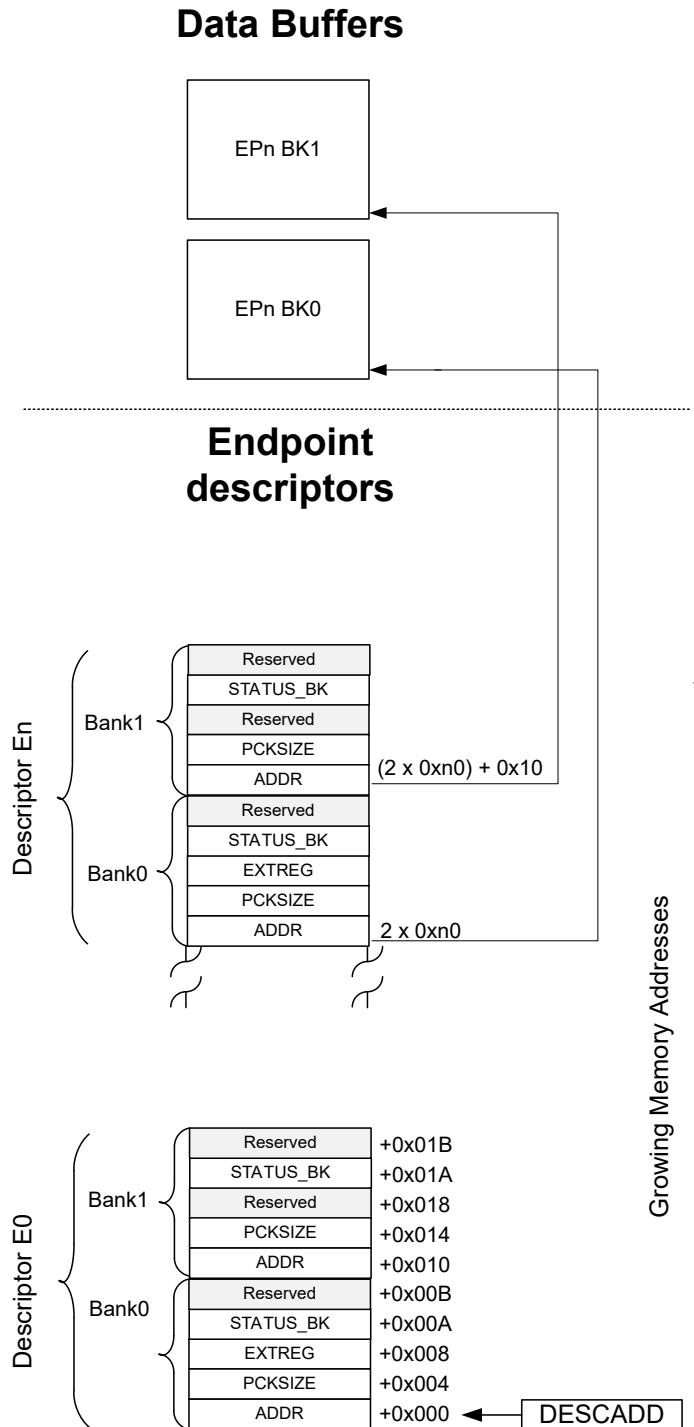 Data Buffers
EPn BK1
EPn BK0
Endpoint
descriptors
Descriptor En
Bank1
Reserved
STATUS_BK
Reserved
PCKSIZE
ADDR (2 x 0xn0) + 0x10
Bank0
Reserved
STATUS_BK
EXTREG
PCKSIZE
ADDR 2 x 0xn0
Growing Memory Addresses
Descriptor E0
Bank1
Reserved +0x01B
STATUS_BK +0x01A
Reserved +0x018
PCKSIZE +0x014
ADDR +0x010
Bank0
Reserved +0x00B
STATUS_BK +0x00A
EXTREG +0x008
PCKSIZE +0x004
ADDR +0x000 DESCADD